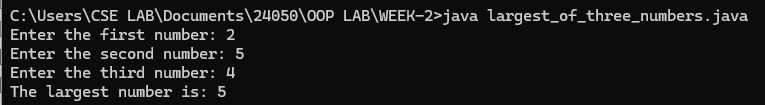 C:\Users\CSE LAB\Documents\24050\OOP LAB\WEEK-2>java largest_of_three_numbers.java
Enter the first number: 2
Enter the second number: 5
Enter the third number: 4
The largest number is: 5